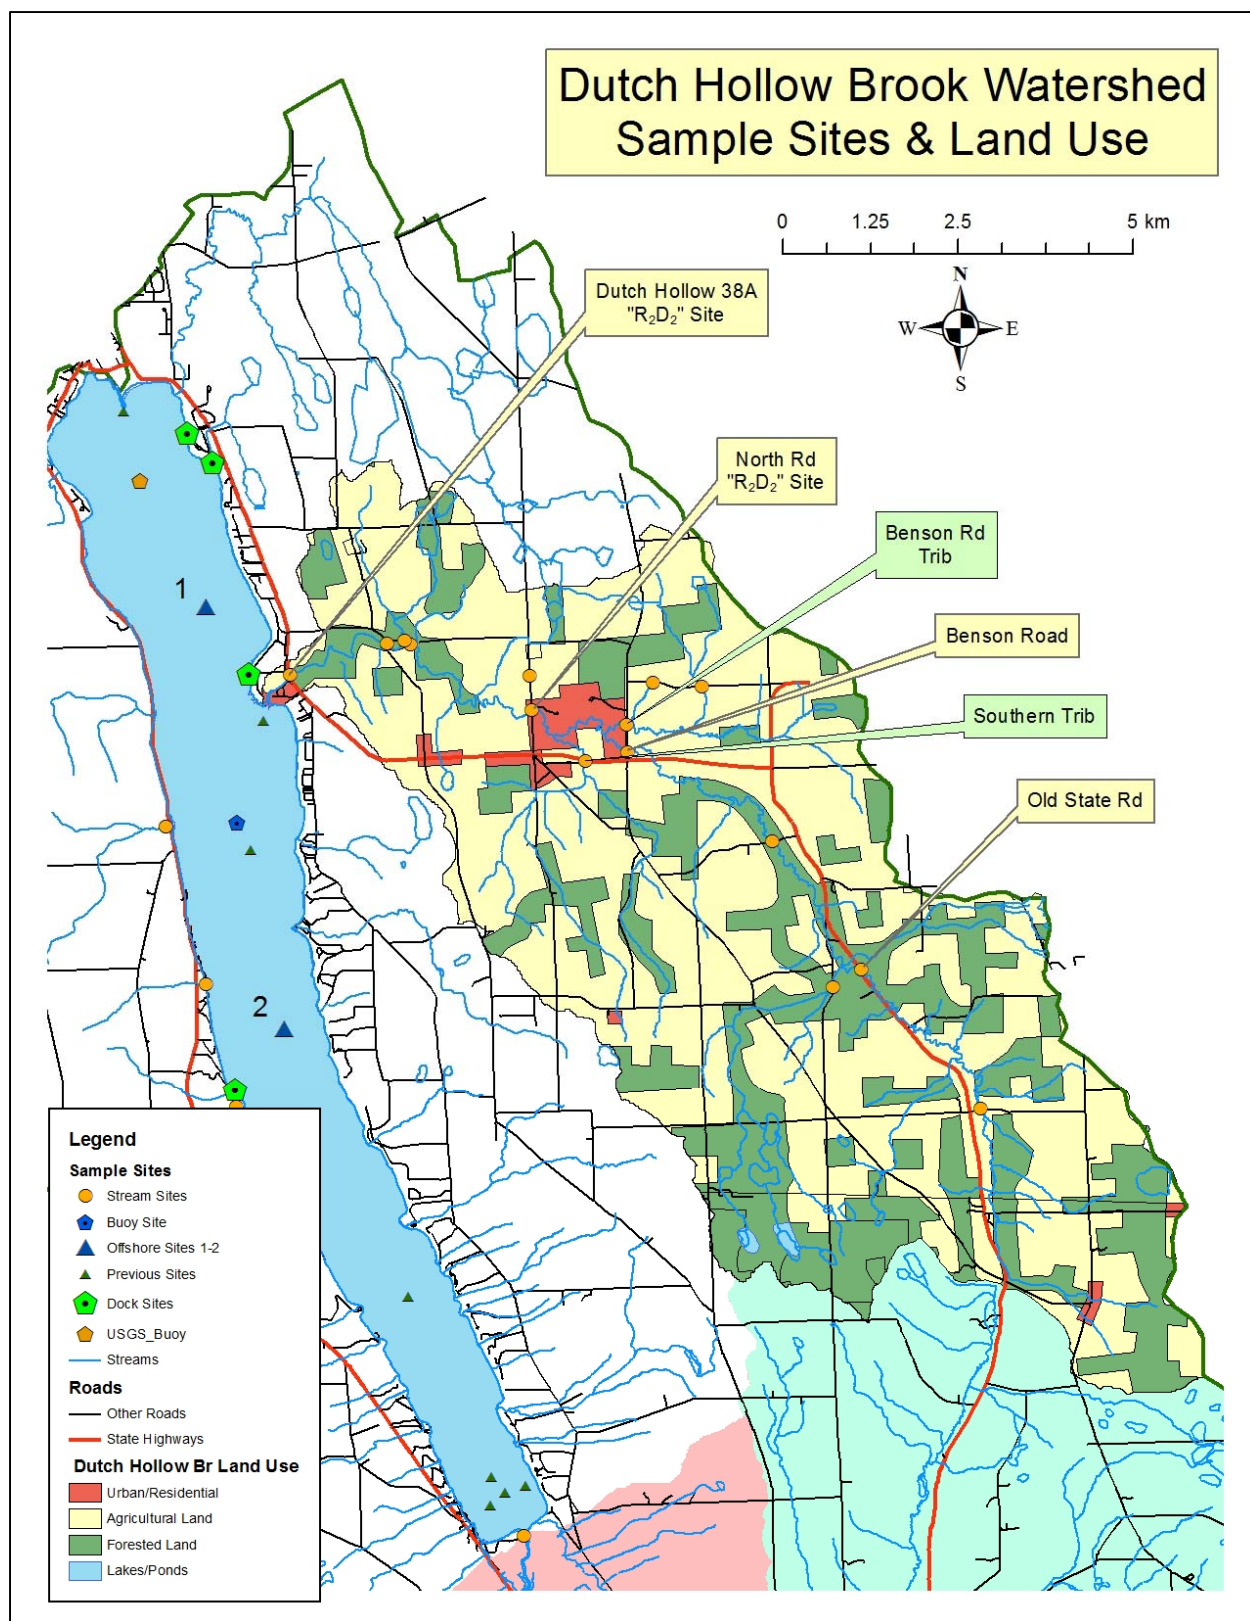 Dutch Hollow Brook Watershed
Sample Sites & Land Use
0 1.25 2.5 5 km
N
W E
S
Dutch Hollow 38A
"R₂D₂" Site
North Rd
"R₂D₂" Site
Benson Rd
Trib
Benson Road
Southern Trib
Old State Rd
1
2
Legend
Sample Sites
Stream Sites
Buoy Site
Offshore Sites 1-2
Previous Sites
Dock Sites
USGS_Buoy
Streams
Roads
Other Roads
State Highways
Dutch Hollow Br Land Use
Urban/Residential
Agricultural Land
Forested Land
Lakes/Ponds